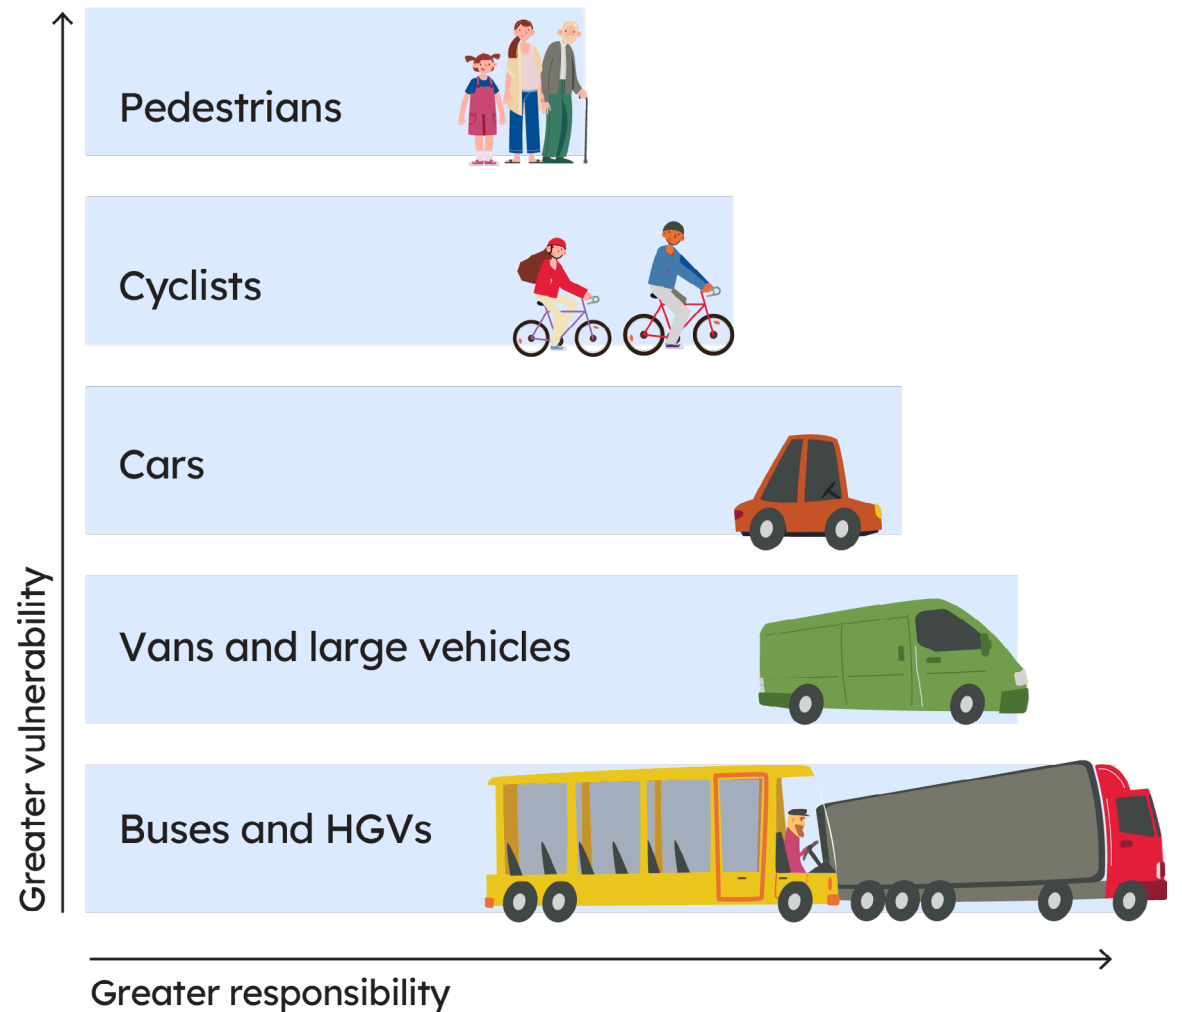 Pedestrians
Cyclists
Cars
Vans and large vehicles
Buses and HGVs
Greater vulnerability
Greater responsibility